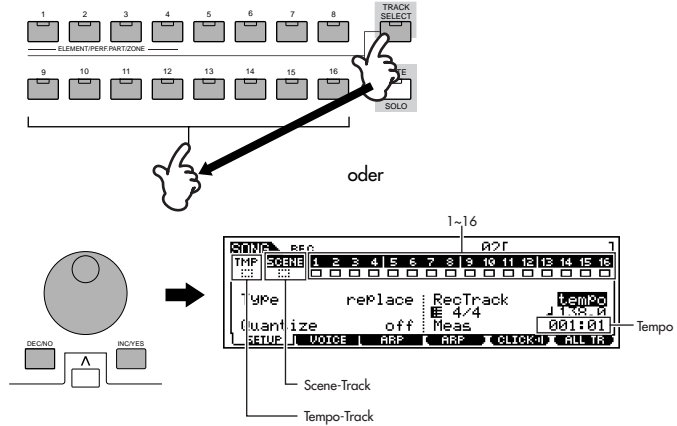 TRACK SELECT
1 2 3 4 5 6 7 8
ELEMENT/PERF.PART/ZONE
9 10 11 12 13 14 15 16
SOLO
oder
1~16
SONG REC 02[ ]
TMP SCENE 1 2 3 4 5 6 7 8 9 10 11 12 13 14 15 16
Type replace RecTrack tempo
4/4 138.0
Quantize off Meas 001:01
SETUP VOICE ARP ARP CLICK ALL TR
Tempo
DEC/NO
INC/YES
Scene-Track
Tempo-Track